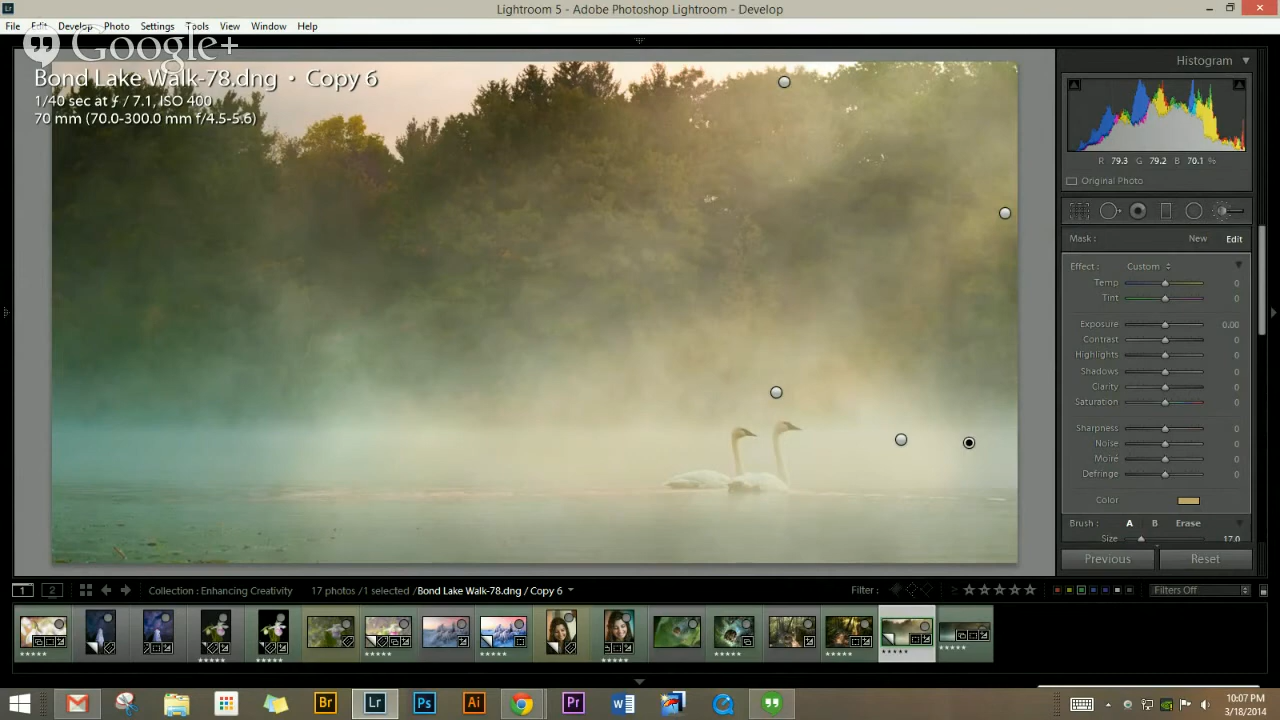 Lr Lightroom 5 - Adobe Photoshop Lightroom - Develop
File Edit Develop Photo Settings Tools View Window Help
Google+
Bond Lake Walk-78.dng • Copy 6
1/40 sec at ƒ / 7.1, ISO 400
70 mm (70.0-300.0 mm f/4.5-5.6)
Histogram
R 79.3 G 79.2 B 70.1 %
Original Photo
Mask : New Edit
Effect : Custom
Temp 0
Tint 0
Exposure 0.00
Contrast 0
Highlights 0
Shadows 0
Clarity 0
Saturation 0
Sharpness 0
Noise 0
Moiré 0
Defringe 0
Color
Brush : A B Erase
Size 17.0
Previous Reset
1 2 Collection : Enhancing Creativity 17 photos /1 selected /Bond Lake Walk-78.dng / Copy 6 Filter : Filters Off
Br Lr Ps Ai Pr
10:07 PM
3/18/2014